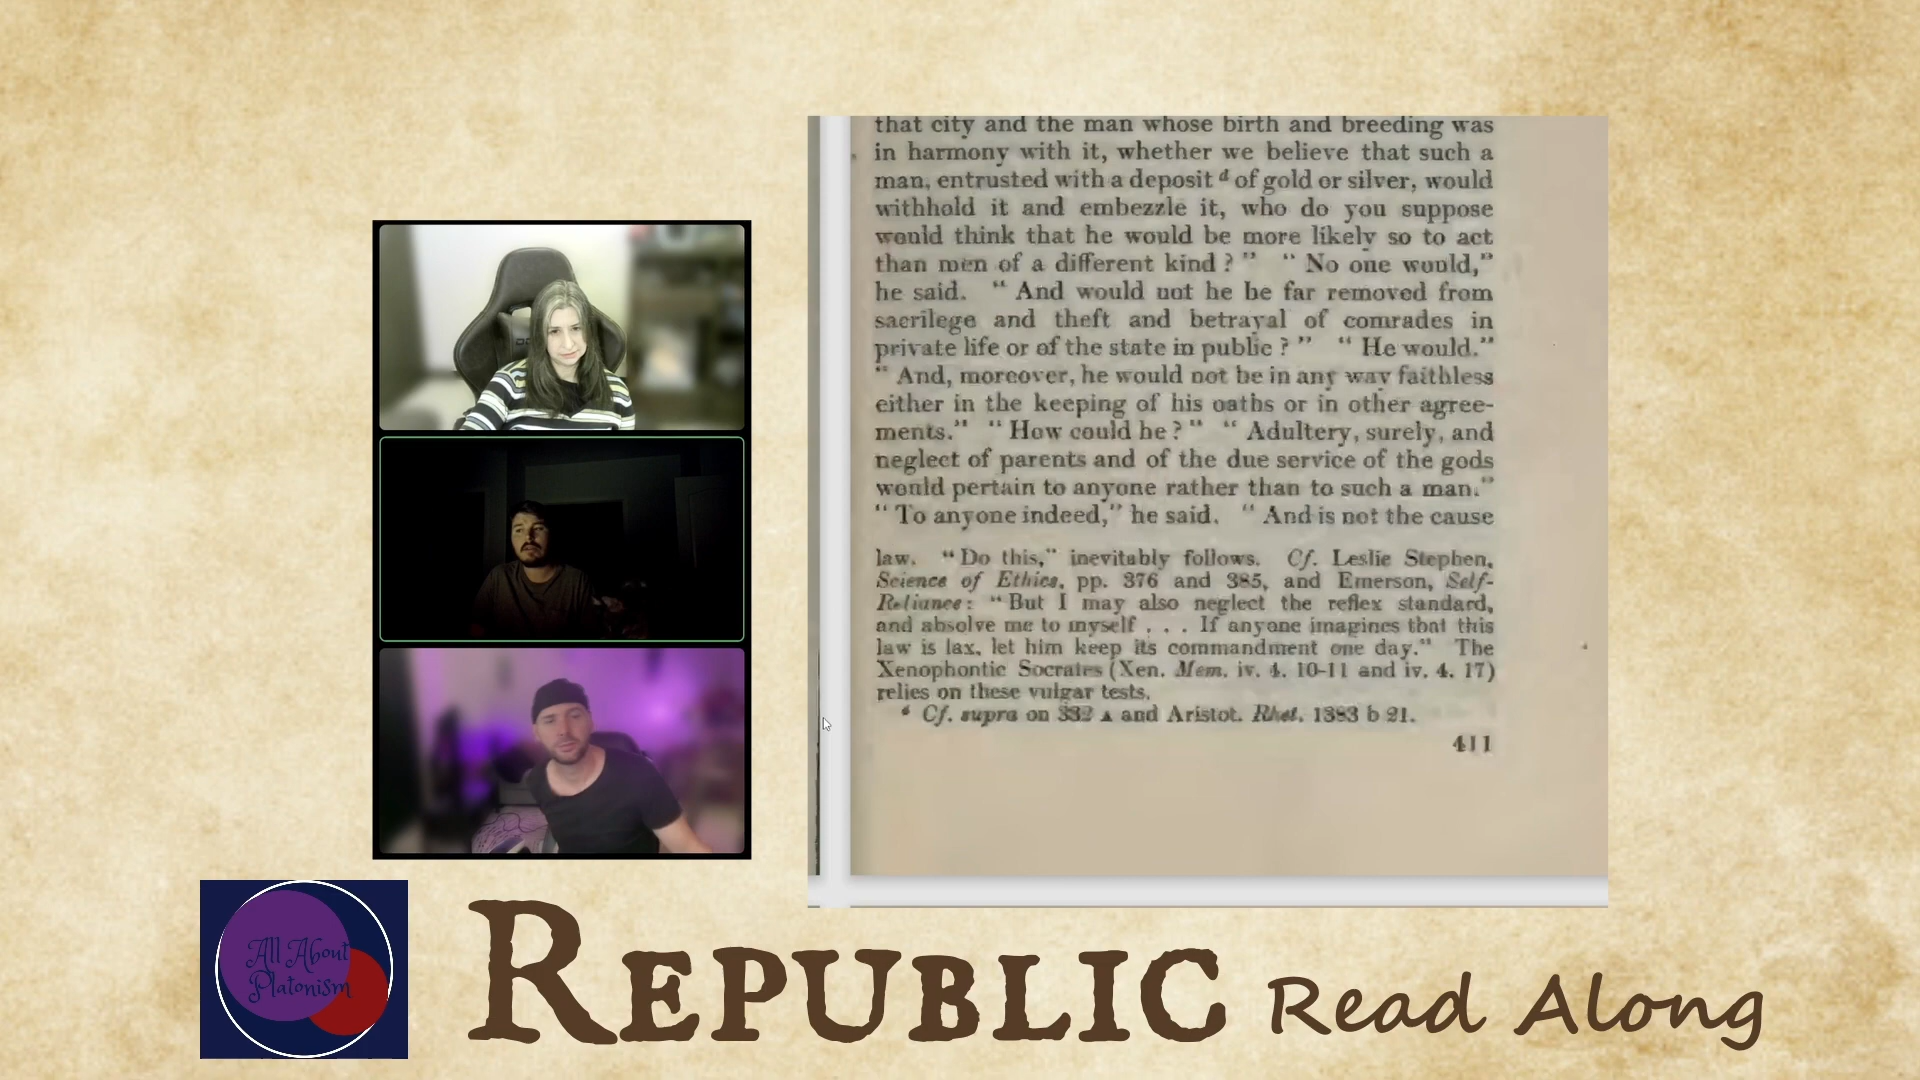 that city and the man whose birth and breeding was
in harmony with it, whether we believe that such a
man, entrusted with a deposit d of gold or silver, would
withhold it and embezzle it, who do you suppose
would think that he would be more likely so to act
than men of a different kind ? ” “ No one would,”
he said. “ And would not he be far removed from
sacrilege and theft and betrayal of comrades in
private life or of the state in public ? ” “ He would.”
“ And, moreover, he would not be in any way faithless
either in the keeping of his oaths or in other agree-
ments.” “ How could he ? ” “ Adultery, surely, and
neglect of parents and of the due service of the gods
would pertain to anyone rather than to such a man.”
“ To anyone indeed,” he said. “ And is not the cause
law. “ Do this,” inevitably follows. Cf. Leslie Stephen,
Science of Ethics, pp. 376 and 385, and Emerson, Self-
Reliance: “ But I may also neglect the reflex standard,
and absolve me to myself . . . If anyone imagines that this
law is lax, let him keep its commandment one day.” The
Xenophontic Socrates (Xen. Mem. iv. 4. 10-11 and iv. 4. 17)
relies on these vulgar tests.
d Cf. supra on 332 A and Aristot. Rhet. 1383 b 21.
411
All About
Platonism
REPUBLIC Read Along